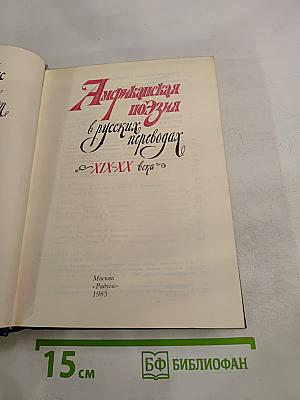 Американская
поэзия
в русских
переводах
XIX-XX века
Москва
«Радуга»
1983
15 см
БФ БИБЛИОФАН